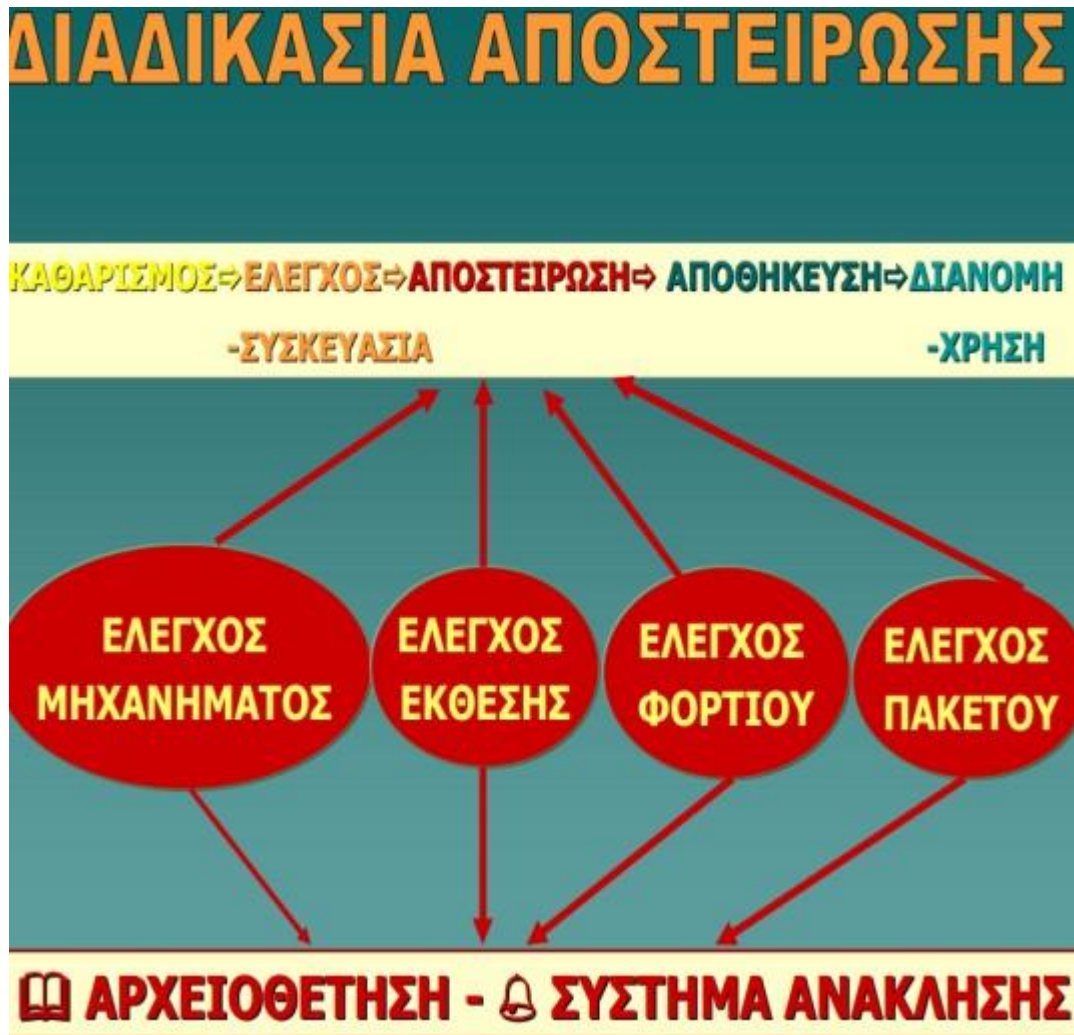 ΔΙΑΔΙΚΑΣΙΑ ΑΠΟΣΤΕΙΡΩΣΗΣ
ΚΑΘΑΡΙΣΜΟΣ⇨ΕΛΕΓΧΟΣ⇨ΑΠΟΣΤΕΙΡΩΣΗ⇨ ΑΠΟΘΗΚΕΥΣΗ⇨ΔΙΑΝΟΜΗ
-ΣΥΣΚΕΥΑΣΙΑ -ΧΡΗΣΗ
ΕΛΕΓΧΟΣ
ΜΗΧΑΝΗΜΑΤΟΣ
ΕΛΕΓΧΟΣ
ΕΚΘΕΣΗΣ
ΕΛΕΓΧΟΣ
ΦΟΡΤΙΟΥ
ΕΛΕΓΧΟΣ
ΠΑΚΕΤΟΥ
ΑΡΧΕΙΟΘΕΤΗΣΗ - ΣΥΣΤΗΜΑ ΑΝΑΚΛΗΣΗΣ